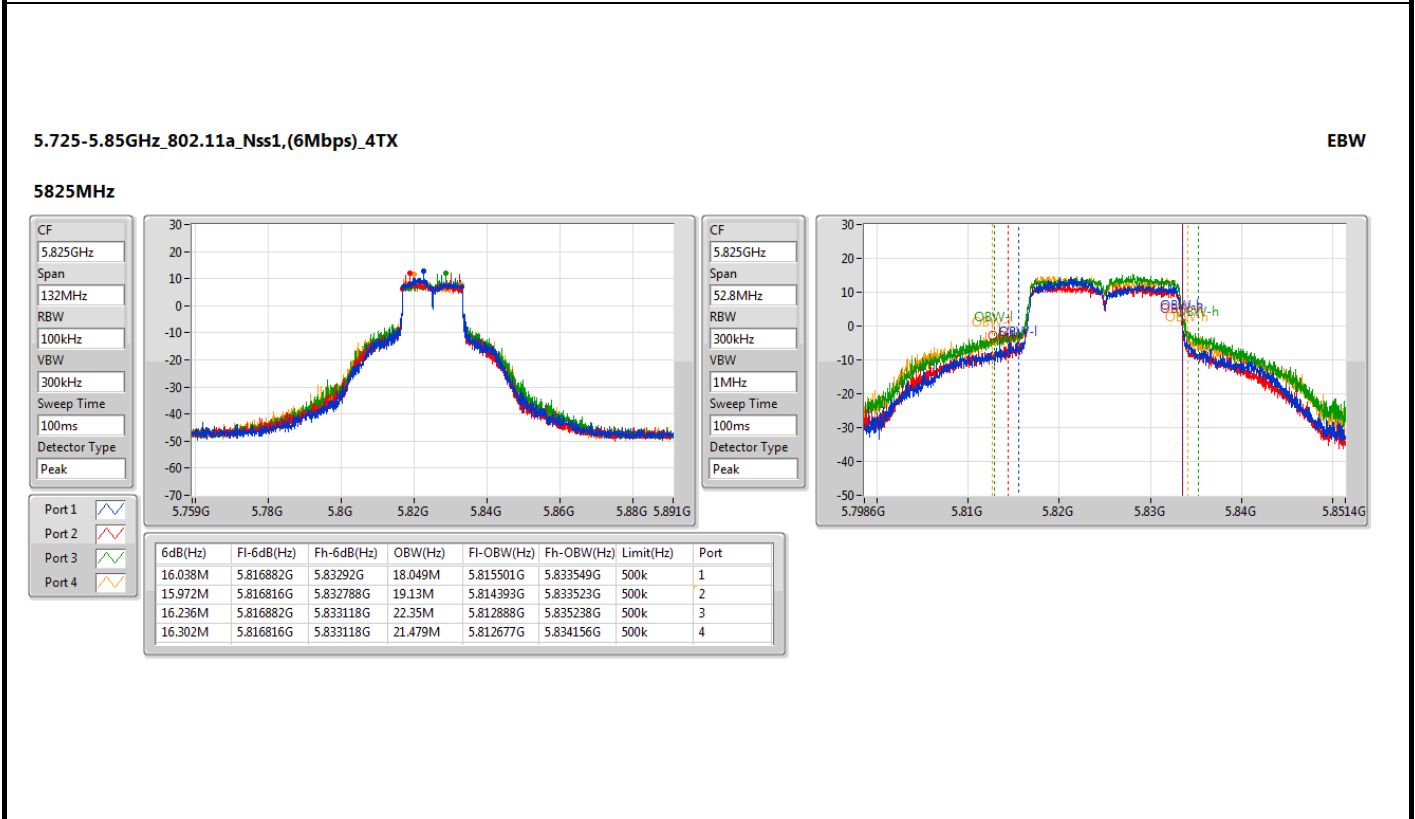 5.725-5.85GHz_802.11a_Nss1,(6Mbps)_4TX EBW
5825MHz
CF
5.825GHz
Span
132MHz
RBW
100kHz
VBW
300kHz
Sweep Time
100ms
Detector Type
Peak
Port 1
Port 2
Port 3
Port 4
30
20
10
0
-10
-20
-30
-40
-50
-60
-70
5.759G 5.78G 5.8G 5.82G 5.84G 5.86G 5.88G 5.891G
CF
5.825GHz
Span
52.8MHz
RBW
300kHz
VBW
1MHz
Sweep Time
100ms
Detector Type
Peak
30
20
10
0
-10
-20
-30
-40
-50
OBW-l
OBW-l
OBW-h
OBW-h
5.7986G 5.81G 5.82G 5.83G 5.84G 5.8514G
6dB(Hz) Fl-6dB(Hz) Fh-6dB(Hz) OBW(Hz) Fl-OBW(Hz) Fh-OBW(Hz) Limit(Hz) Port
16.038M 5.816882G 5.83292G 18.049M 5.815501G 5.833549G 500k 1
15.972M 5.816816G 5.832788G 19.13M 5.814393G 5.833523G 500k 2
16.236M 5.816882G 5.833118G 22.35M 5.812888G 5.835238G 500k 3
16.302M 5.816816G 5.833118G 21.479M 5.812677G 5.834156G 500k 4